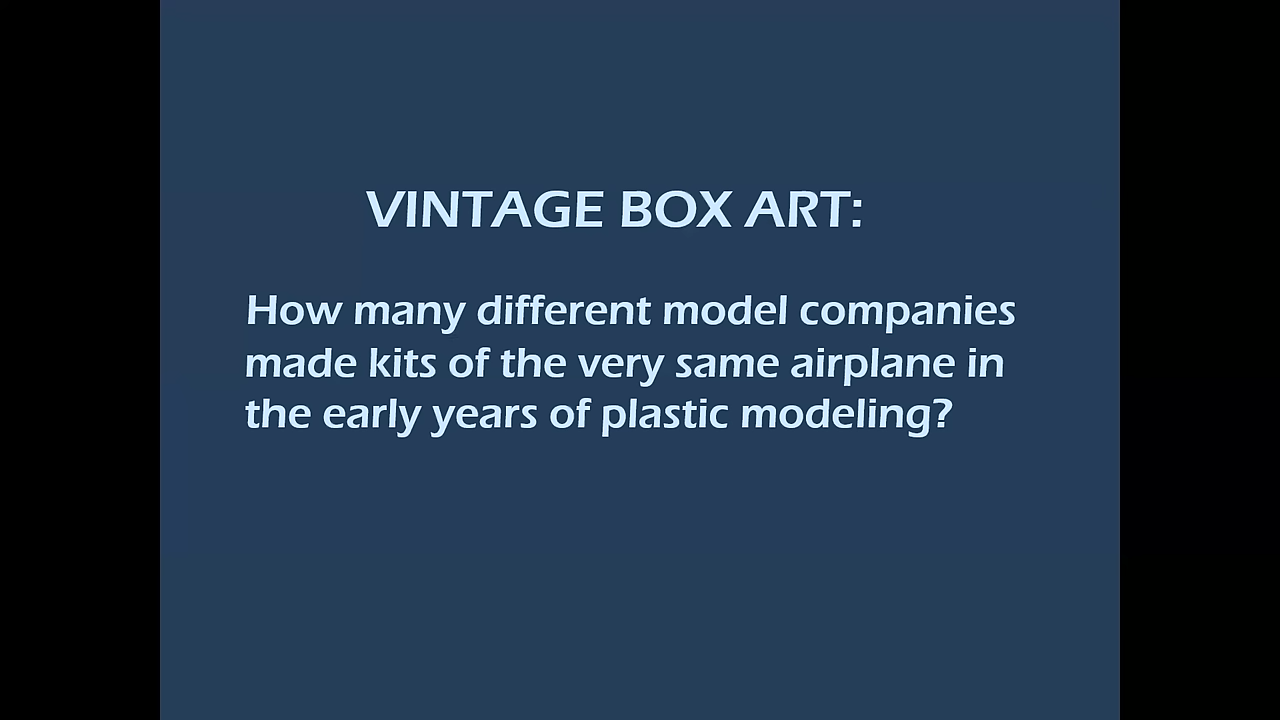 VINTAGE BOX ART:
How many different model companies
made kits of the very same airplane in
the early years of plastic modeling?